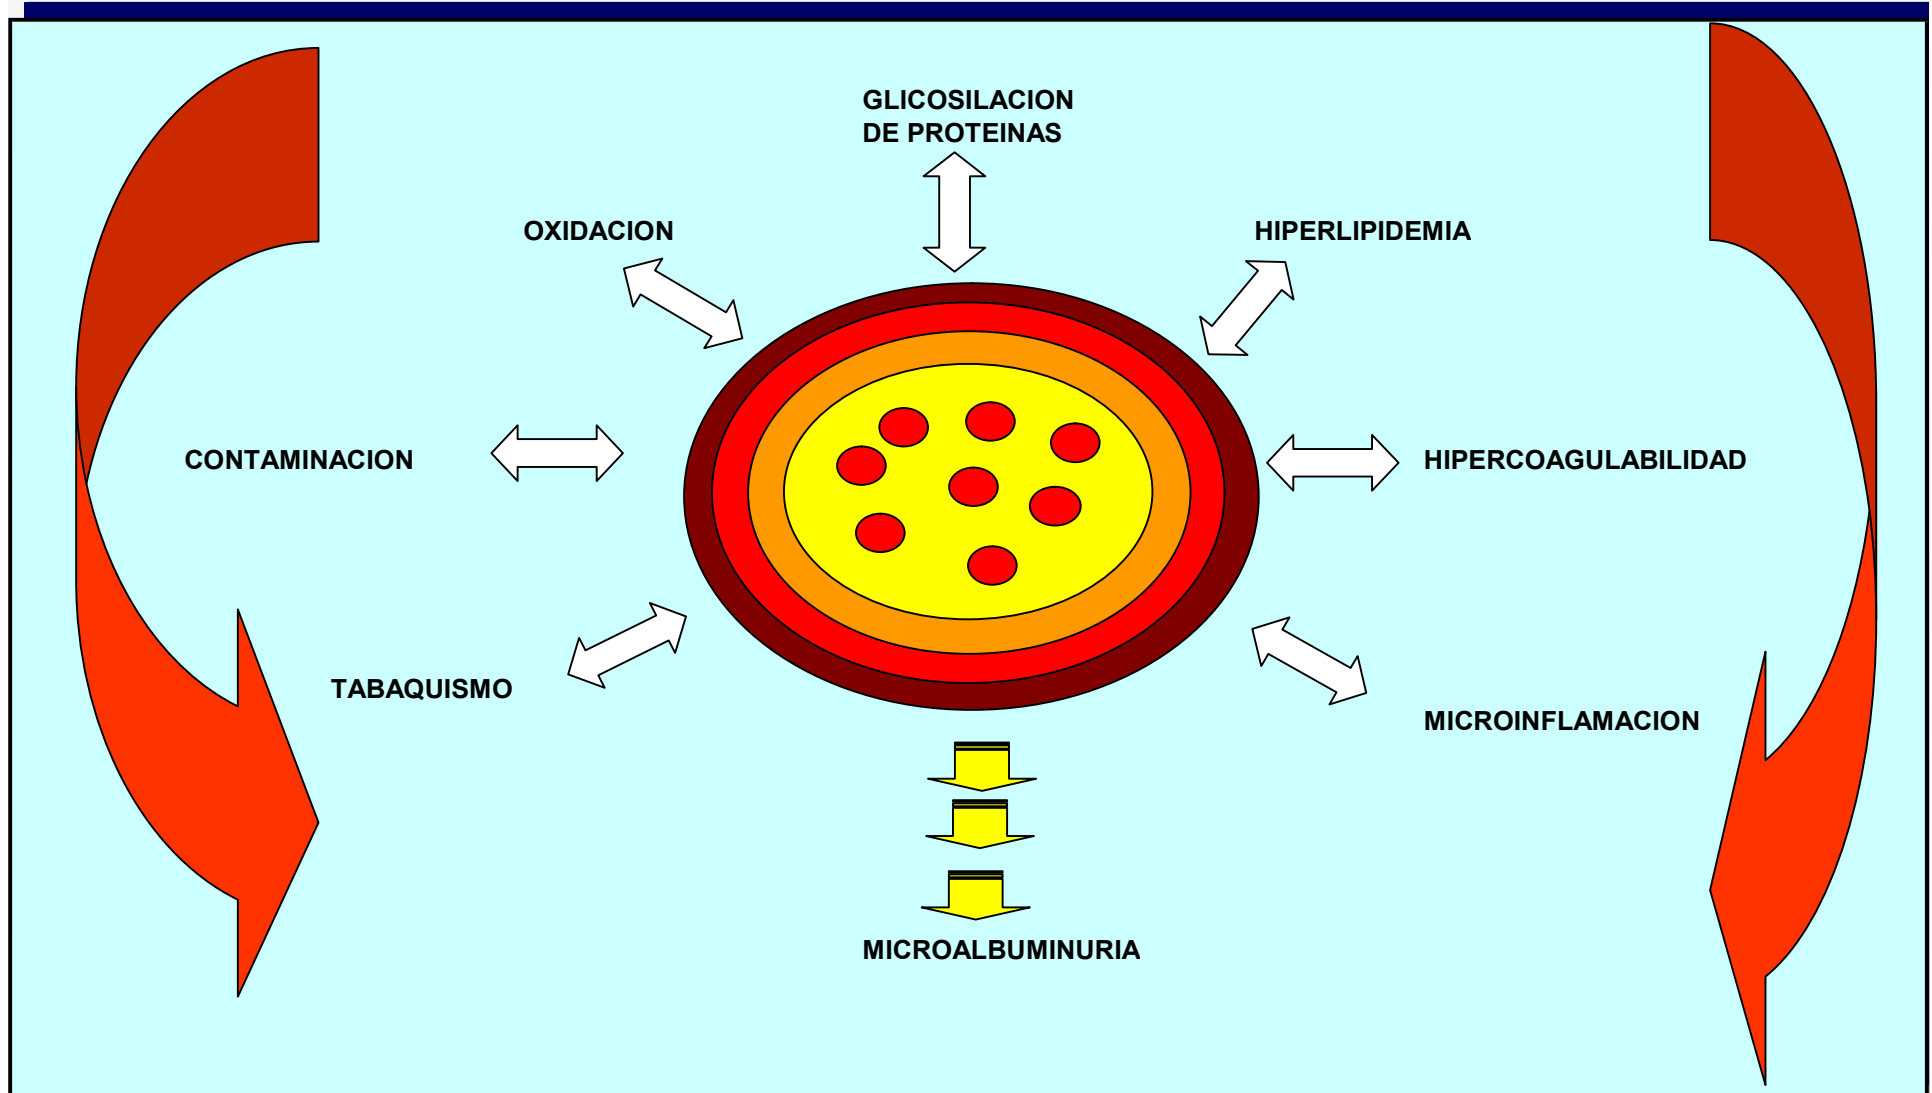 GLICOSILACION
DE PROTEINAS
OXIDACION
HIPERLIPIDEMIA
CONTAMINACION
HIPERCOAGULABILIDAD
TABAQUISMO
MICROINFLAMACION
MICROALBUMINURIA